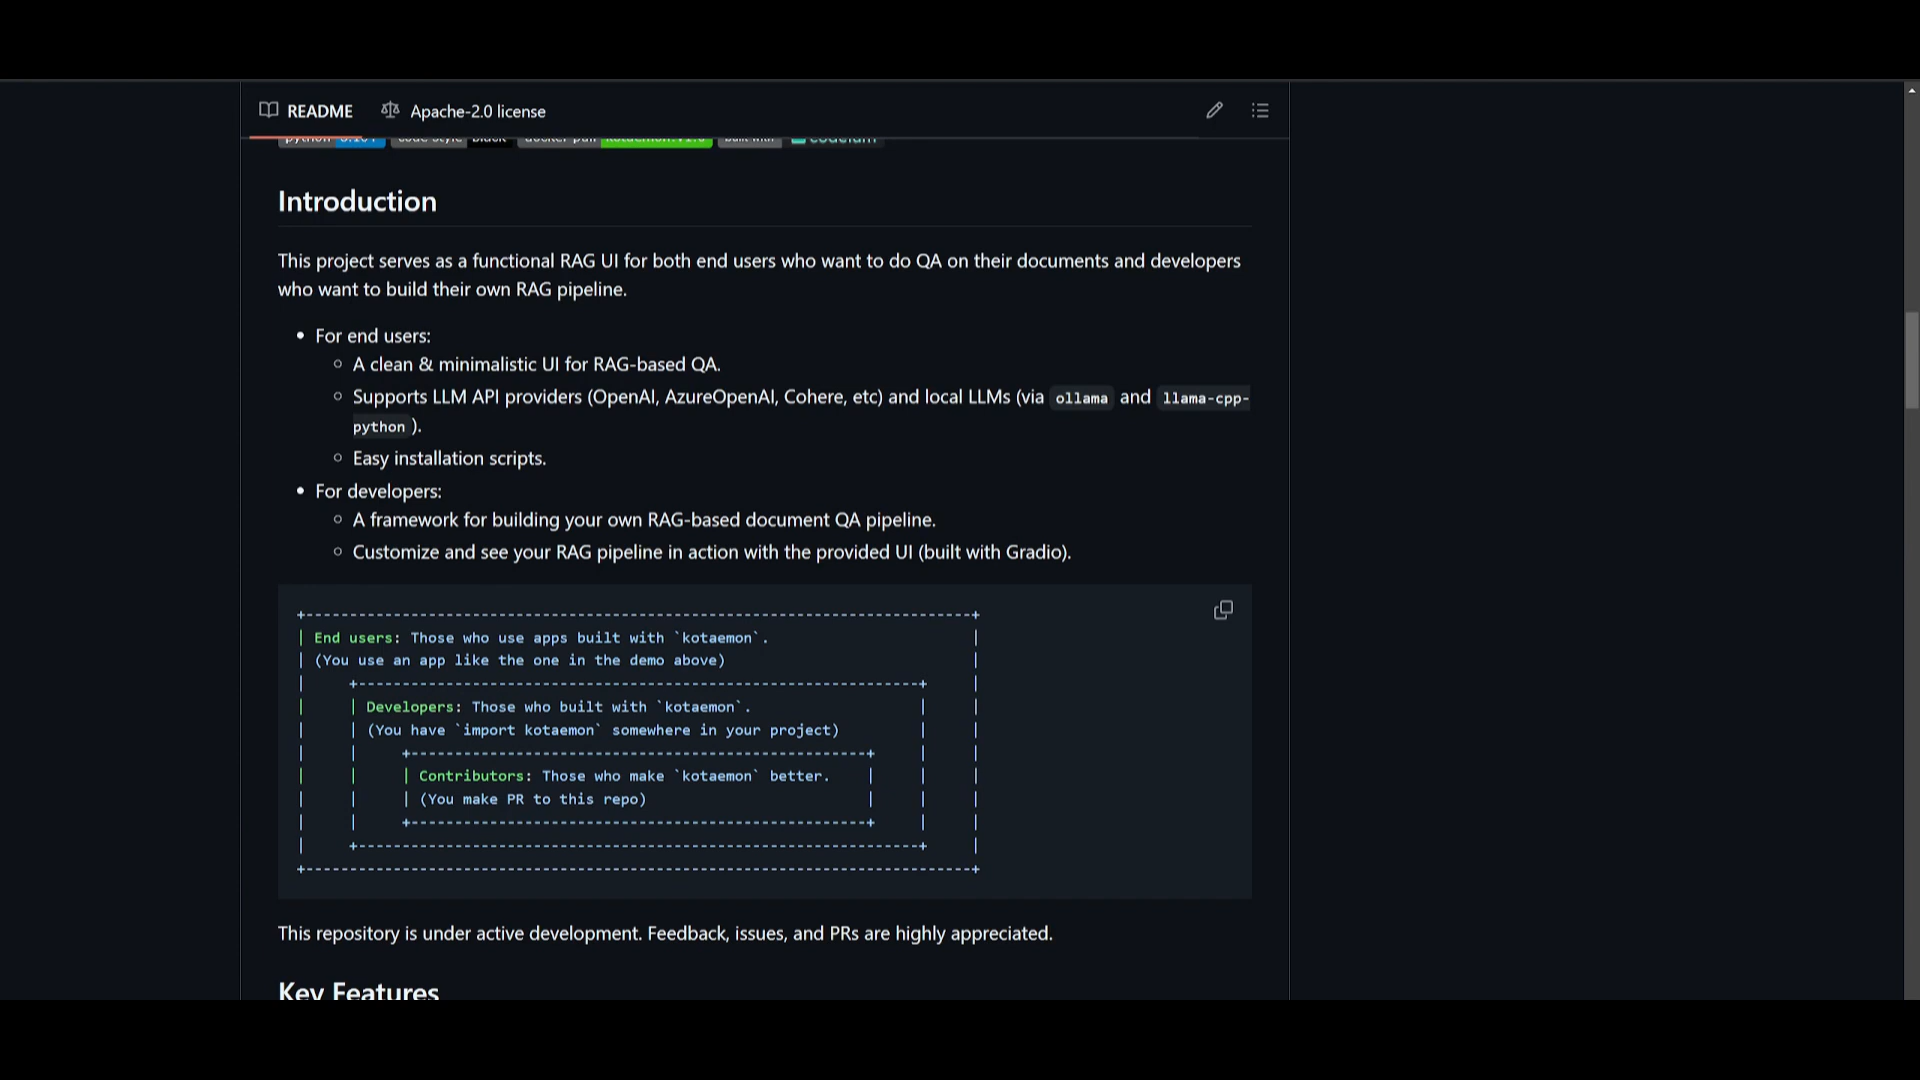 README Apache-2.0 license
Introduction
This project serves as a functional RAG UI for both end users who want to do QA on their documents and developers
who want to build their own RAG pipeline.
• For end users:
○ A clean & minimalistic UI for RAG-based QA.
○ Supports LLM API providers (OpenAI, AzureOpenAI, Cohere, etc) and local LLMs (via ollama and llama-cpp-
python ).
○ Easy installation scripts.
• For developers:
○ A framework for building your own RAG-based document QA pipeline.
○ Customize and see your RAG pipeline in action with the provided UI (built with Gradio).
End users: Those who use apps built with `kotaemon`.
(You use an app like the one in the demo above)
Developers: Those who built with `kotaemon`.
(You have `import kotaemon` somewhere in your project)
Contributors: Those who make `kotaemon` better.
(You make PR to this repo)
This repository is under active development. Feedback, issues, and PRs are highly appreciated.
Key Features